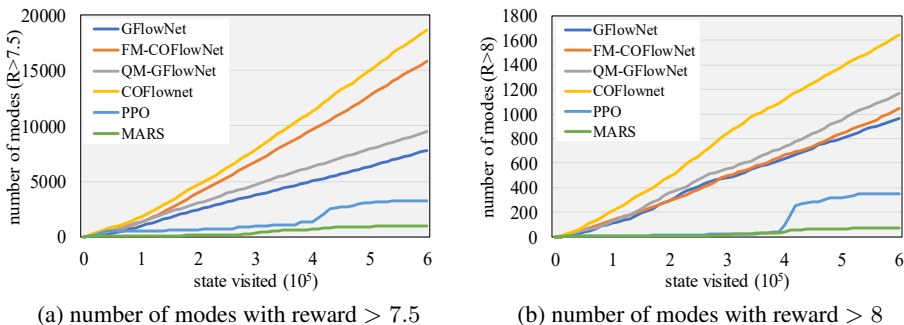 20000
15000
10000
5000
0
number of modes (R>7.5)
GFlowNet
FM-COFlowNet
QM-GFlowNet
COFlownet
PPO
MARS
0 1 2 3 4 5 6
state visited (10⁵)
(a) number of modes with reward > 7.5
1800
1600
1400
1200
1000
800
600
400
200
0
number of modes (R>8)
GFlowNet
FM-COFlowNet
QM-GFlowNet
COFlownet
PPO
MARS
0 1 2 3 4 5 6
state visited (10⁵)
(b) number of modes with reward > 8